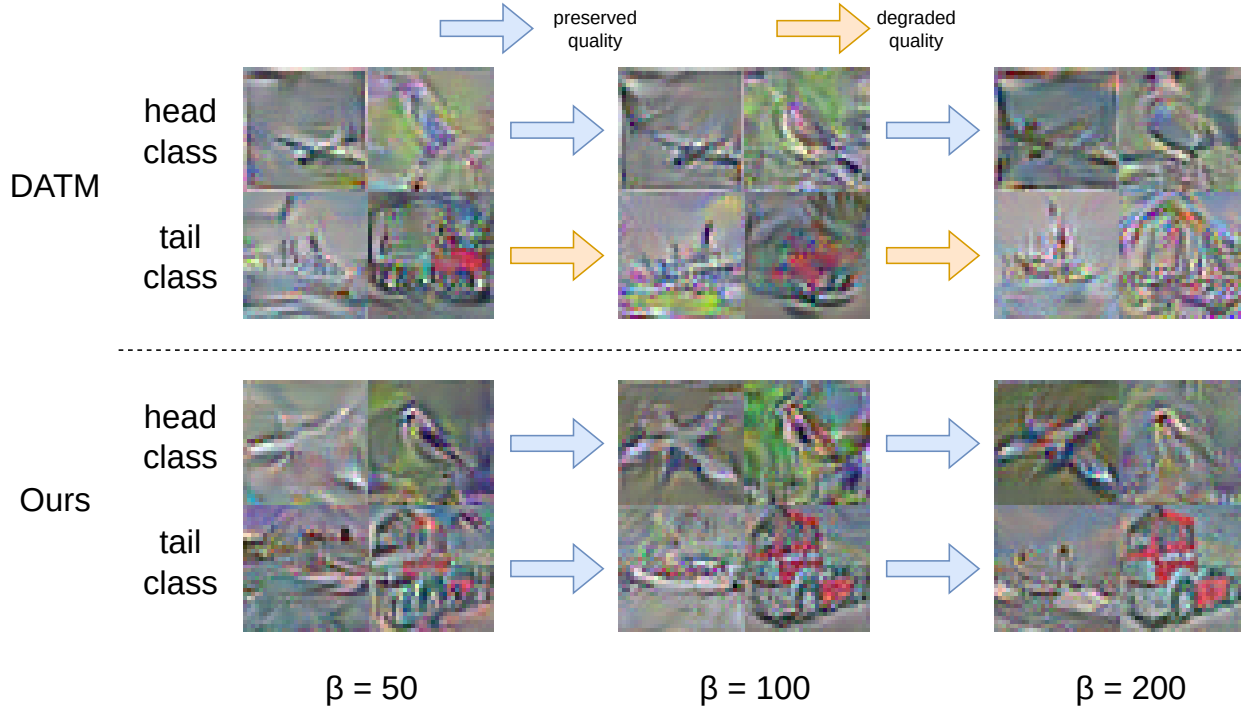 preserved
quality
degraded
quality
head
class
DATM
tail
class
head
class
Ours
tail
class
β = 50
β = 100
β = 200